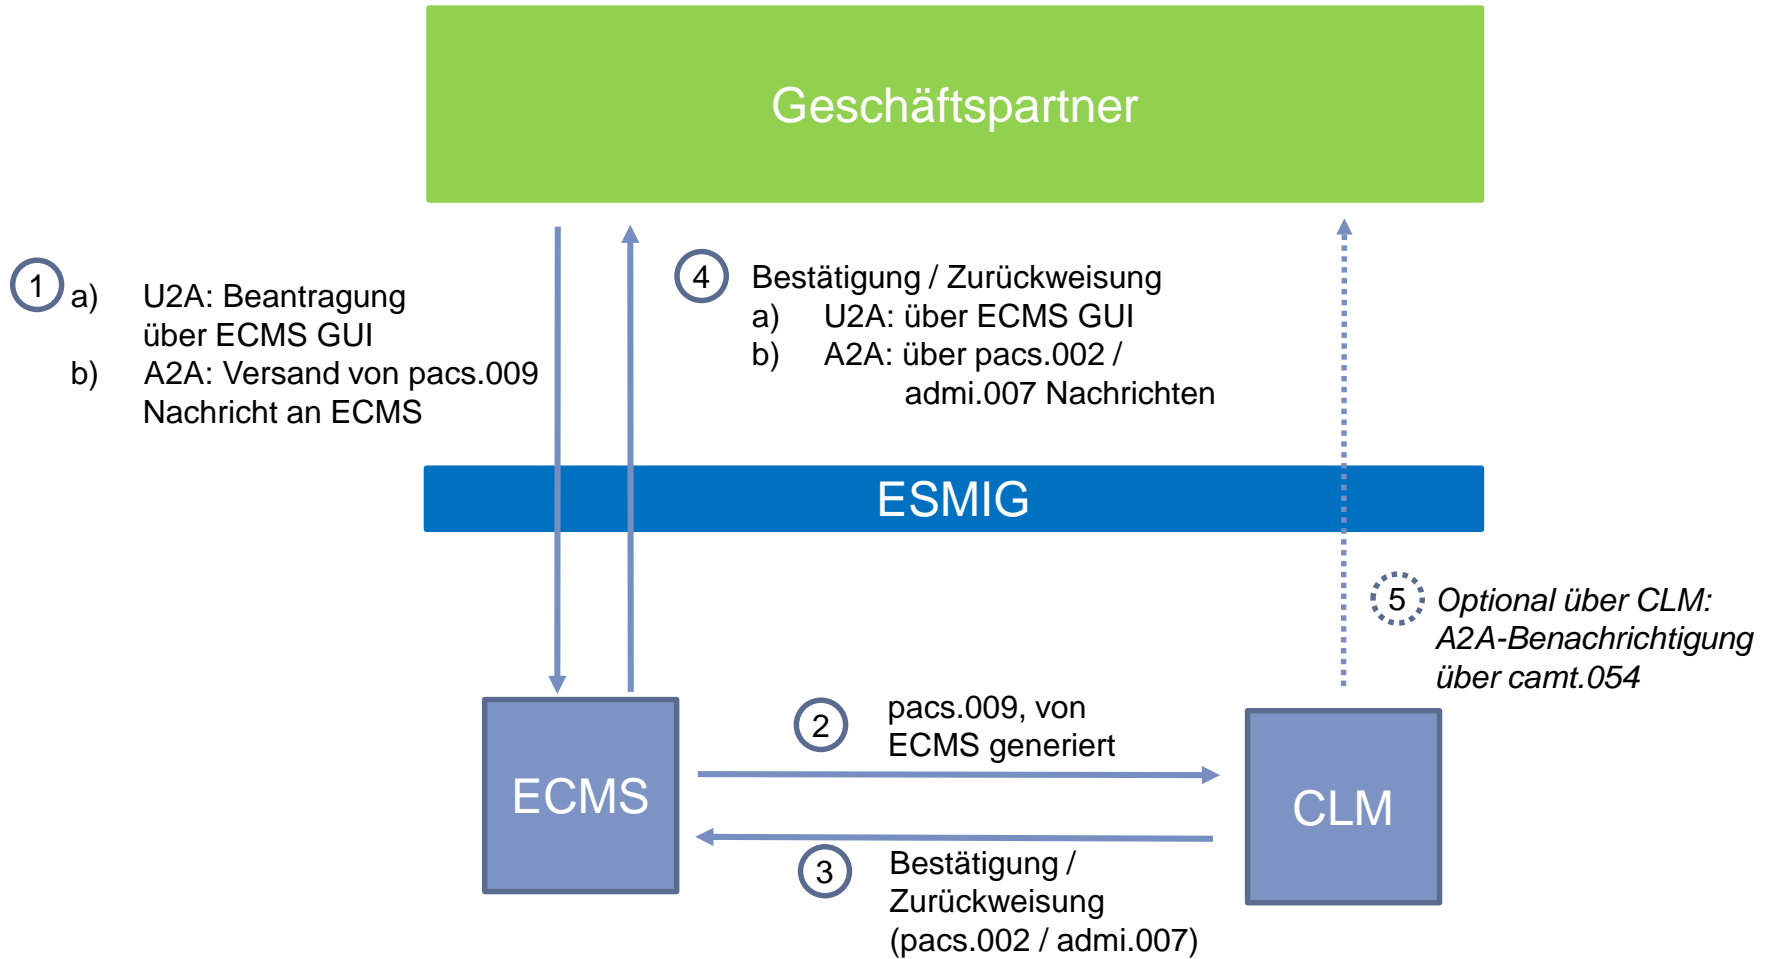 Geschäftspartner
1
a) U2A: Beantragung
über ECMS GUI
b) A2A: Versand von pacs.009
Nachricht an ECMS
4
Bestätigung / Zurückweisung
a) U2A: über ECMS GUI
b) A2A: über pacs.002 /
admi.007 Nachrichten
ESMIG
5
Optional über CLM:
A2A-Benachrichtigung
über camt.054
2
pacs.009, von
ECMS generiert
ECMS
CLM
3
Bestätigung /
Zurückweisung
(pacs.002 / admi.007)